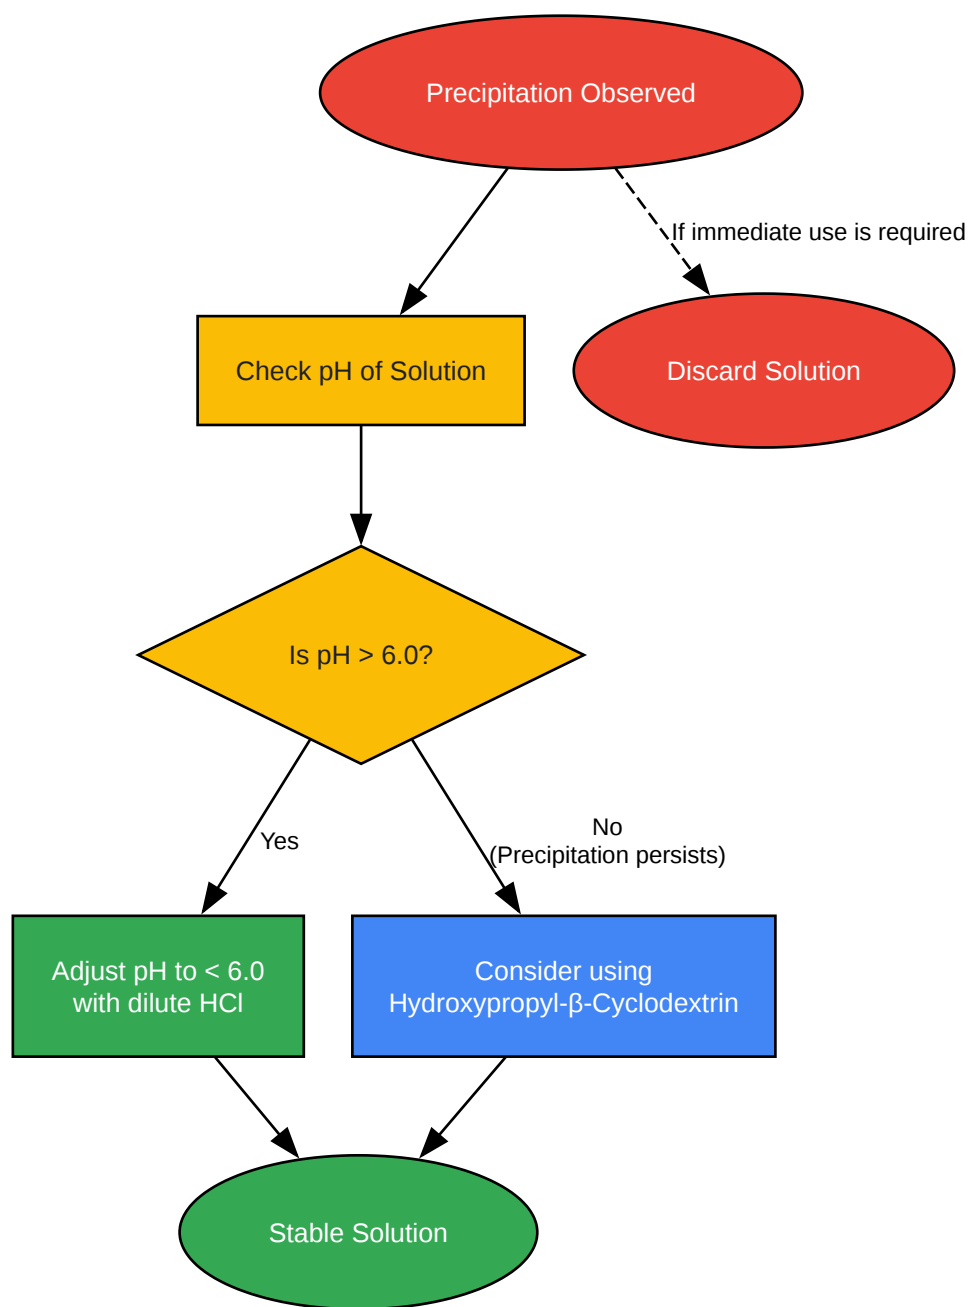 Precipitation Observed
If immediate use is required
Check pH of Solution
Discard Solution
Is pH > 6.0?
Yes
No
(Precipitation persists)
Adjust pH to < 6.0
with dilute HCl
Consider using
Hydroxypropyl-β-Cyclodextrin
Stable Solution